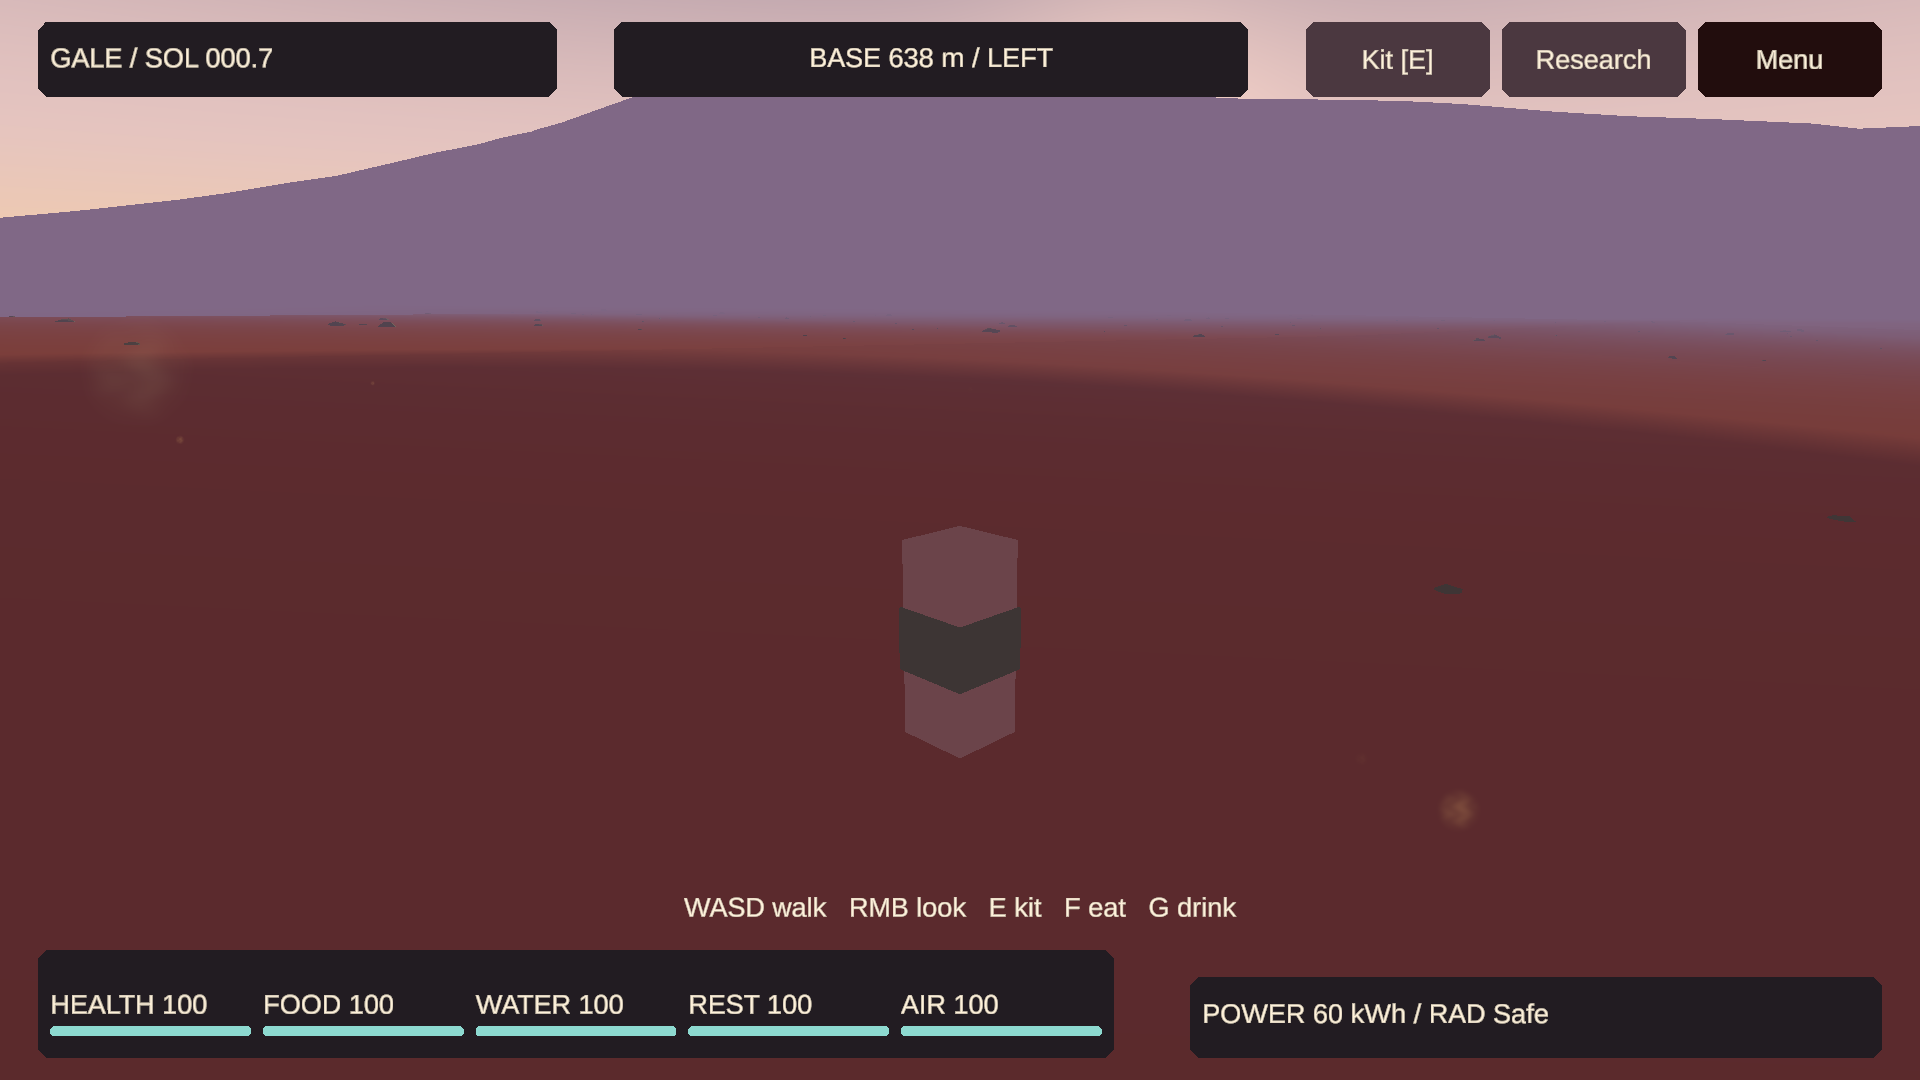 GALE / SOL 000.7
BASE 638 m / LEFT
Kit [E]
Research
Menu
WASD walk   RMB look   E kit   F eat   G drink
HEALTH 100
FOOD 100
WATER 100
REST 100
AIR 100
POWER 60 kWh / RAD Safe